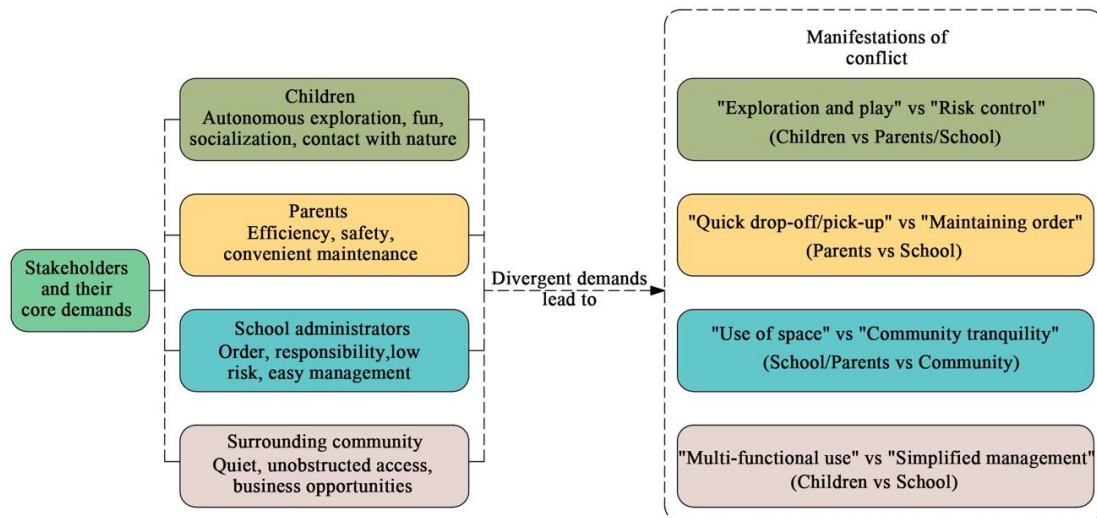 Stakeholders
and their
core demands
Children
Autonomous exploration, fun,
socialization, contact with nature
Parents
Efficiency, safety,
convenient maintenance
School administrators
Order, responsibility,low
risk, easy management
Surrounding community
Quiet, unobstructed access,
business opportunities
Divergent demands
lead to
Manifestations of
conflict
"Exploration and play" vs "Risk control"
(Children vs Parents/School)
"Quick drop-off/pick-up" vs "Maintaining order"
(Parents vs School)
"Use of space" vs "Community tranquility"
(School/Parents vs Community)
"Multi-functional use" vs "Simplified management"
(Children vs School)